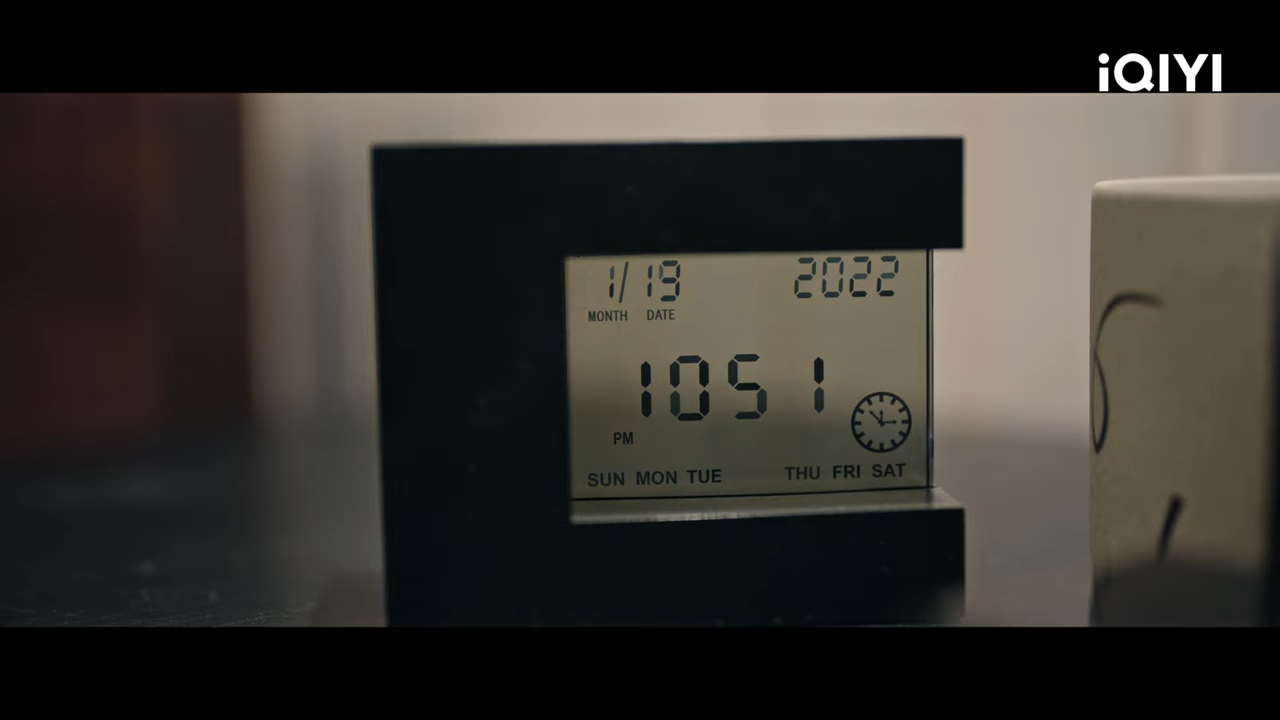 iQIYI
1/19 2022
MONTH DATE
1051
PM
SUN MON TUE THU FRI SAT